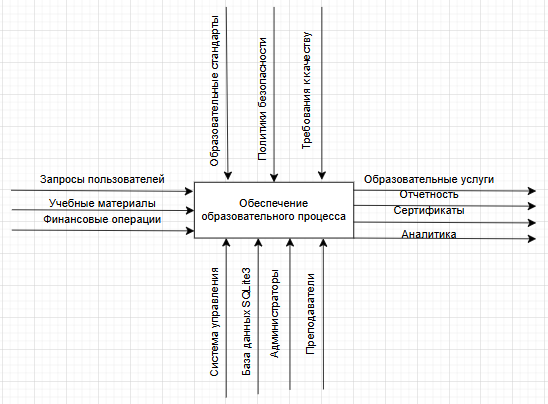 Образовательные стандарты
Политики безопасности
Требования к качеству
Запросы пользователей
Учебные материалы
Финансовые операции
Обеспечение
образовательного процесса
Образовательные услуги
Отчетность
Сертификаты
Аналитика
Система управления
База данных SQLite3
Администраторы
Преподаватели